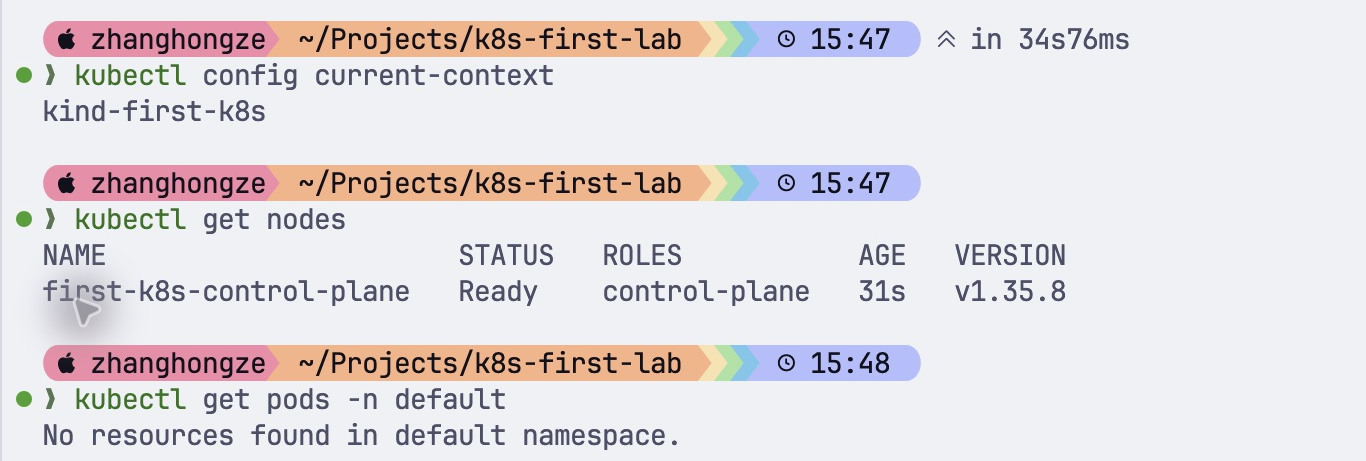 zhanghongze ~/Projects/k8s-first-lab 15:47 in 34s76ms
❯ kubectl config current-context
kind-first-k8s
zhanghongze ~/Projects/k8s-first-lab 15:47
❯ kubectl get nodes
NAME STATUS ROLES AGE VERSION
first-k8s-control-plane Ready control-plane 31s v1.35.8
zhanghongze ~/Projects/k8s-first-lab 15:48
❯ kubectl get pods -n default
No resources found in default namespace.